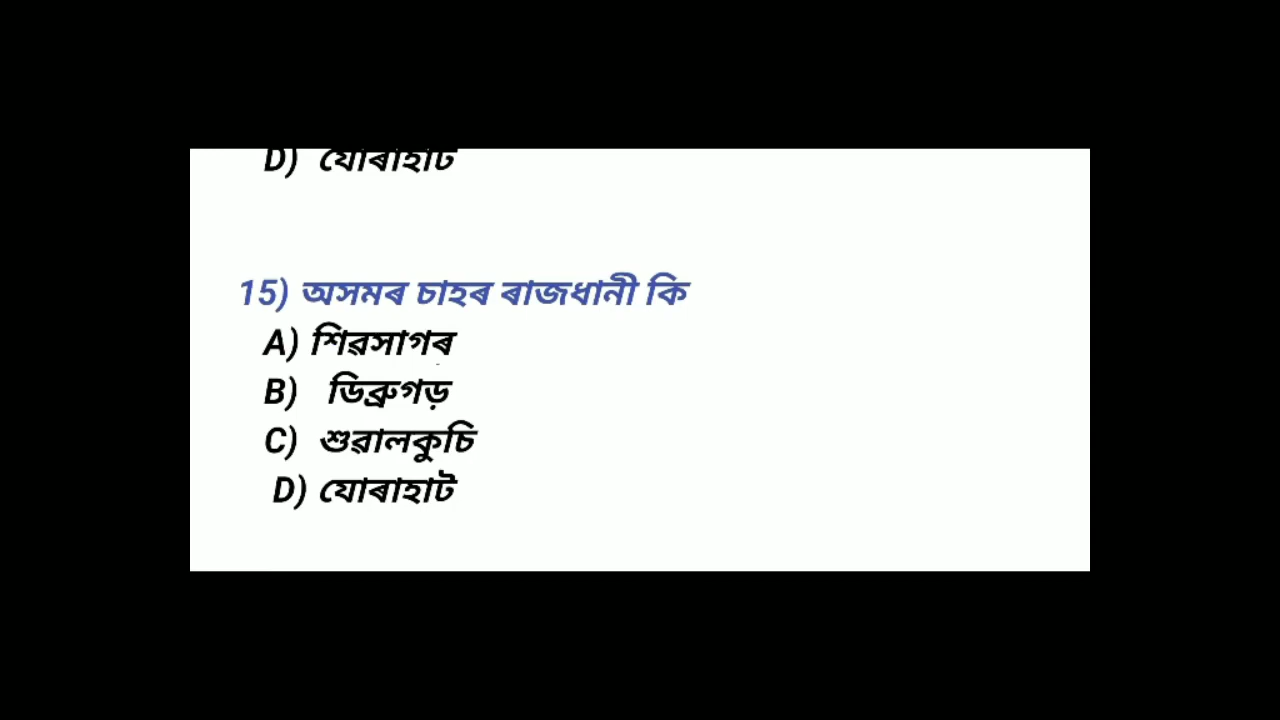 D) যোৰাহাট
15) অসমৰ চাহৰ ৰাজধানী কি
A) শিৱসাগৰ
B) ডিব্ৰুগড়
C) শুৱালকুচি
D) যোৰাহাট